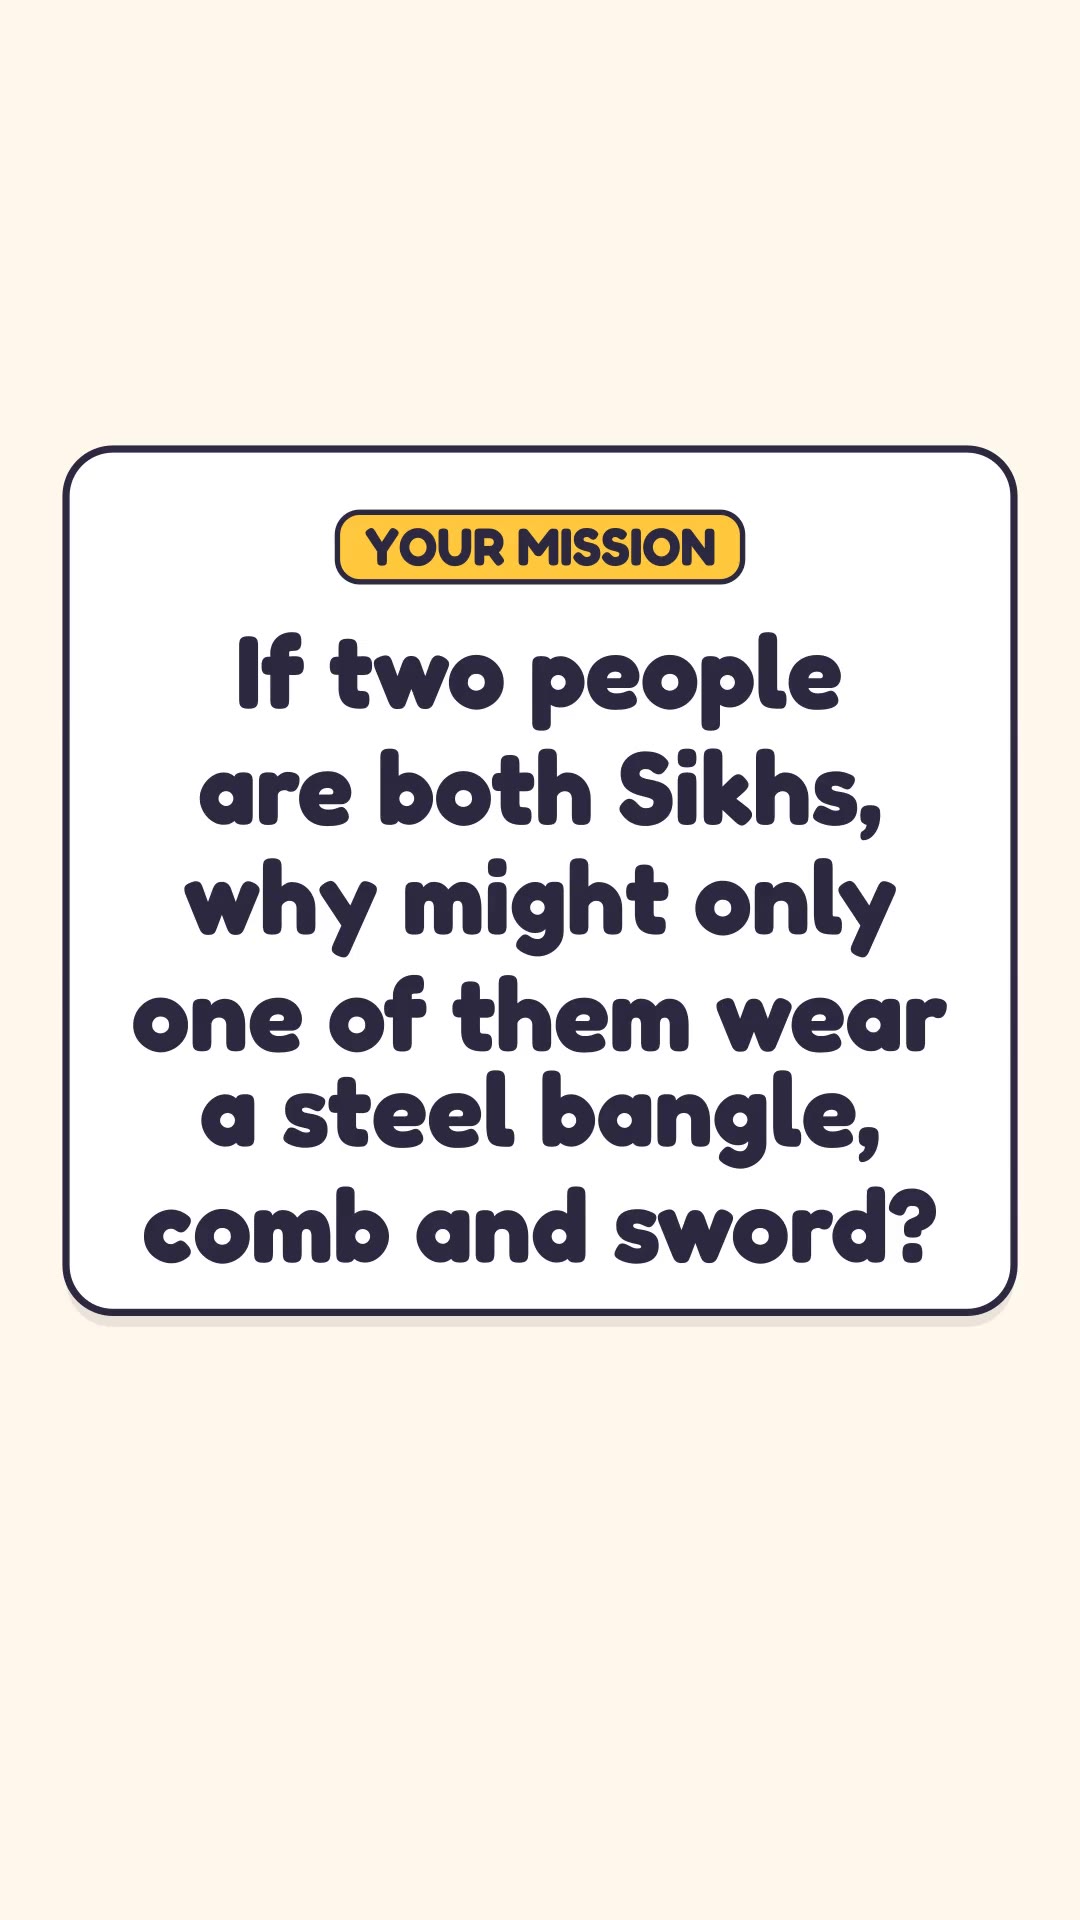 YOUR MISSION
If two people
are both Sikhs,
why might only
one of them wear
a steel bangle,
comb and sword?